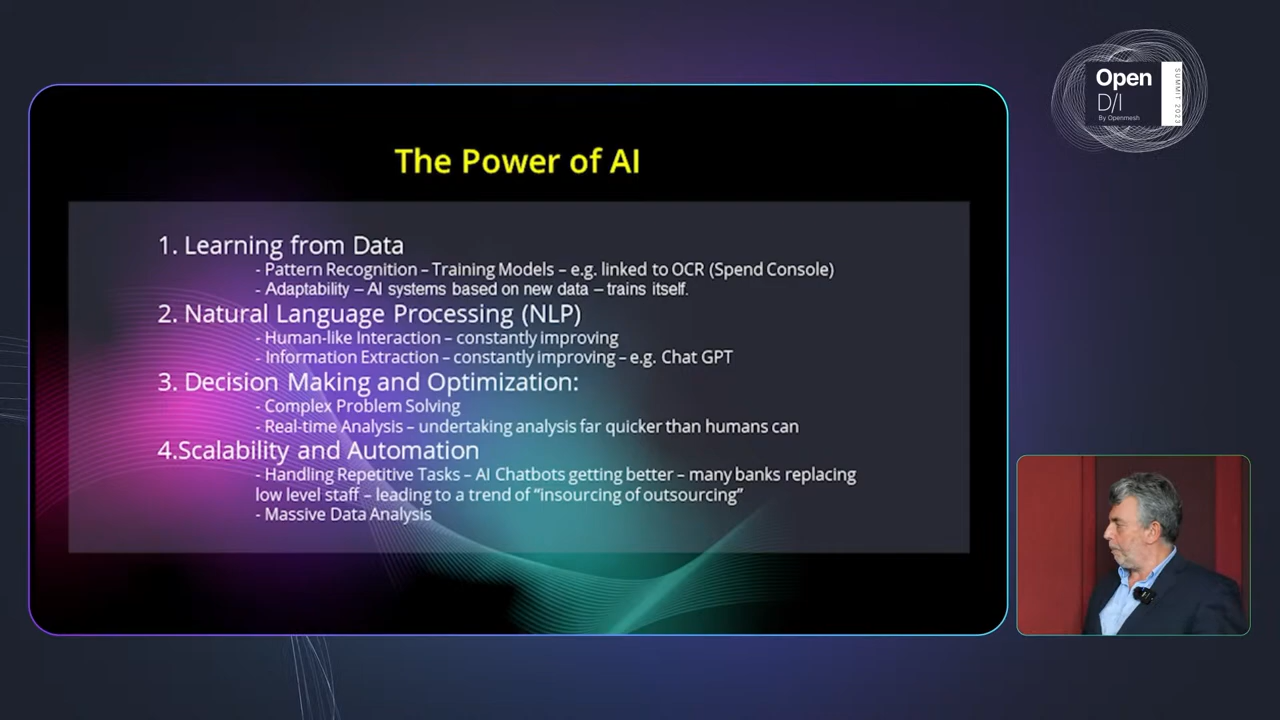 The Power of AI
1. Learning from Data
- Pattern Recognition – Training Models – e.g. linked to OCR (Spend Console)
- Adaptability – AI systems based on new data – trains itself.
2. Natural Language Processing (NLP)
- Human-like Interaction – constantly improving
- Information Extraction – constantly improving – e.g. Chat GPT
3. Decision Making and Optimization:
- Complex Problem Solving
- Real-time Analysis – undertaking analysis far quicker than humans can
4.Scalability and Automation
- Handling Repetitive Tasks – AI Chatbots getting better – many banks replacing
low level staff – leading to a trend of “insourcing of outsourcing”
- Massive Data Analysis
Open
D/I
By Openmesh
SUMMIT 2023